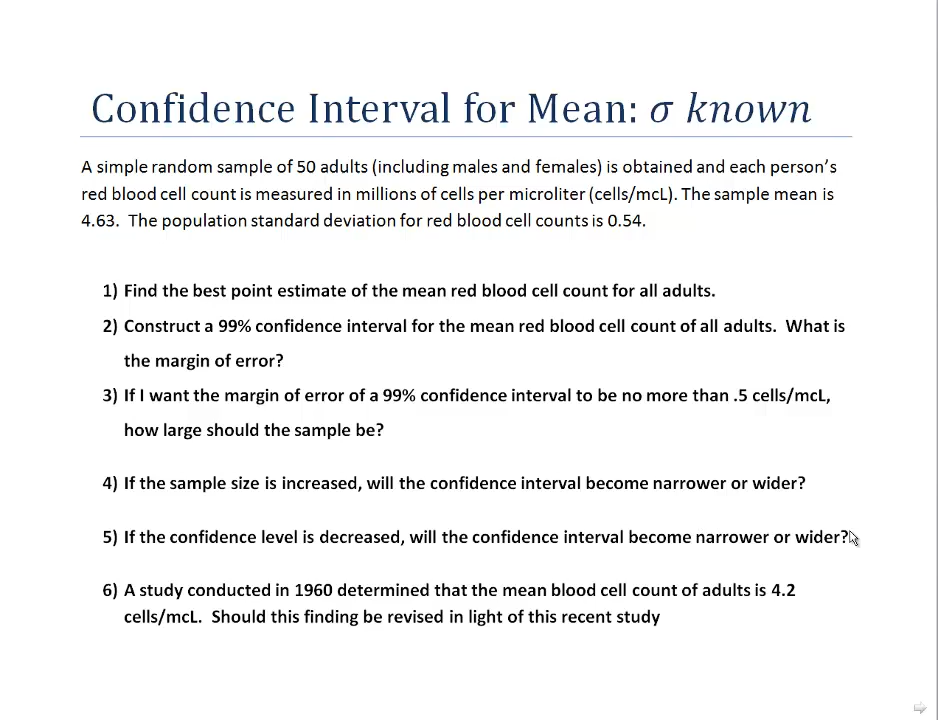 Confidence Interval for Mean: σ known
A simple random sample of 50 adults (including males and females) is obtained and each person's
red blood cell count is measured in millions of cells per microliter (cells/mcL). The sample mean is
4.63. The population standard deviation for red blood cell counts is 0.54.
1) Find the best point estimate of the mean red blood cell count for all adults.
2) Construct a 99% confidence interval for the mean red blood cell count of all adults. What is
the margin of error?
3) If I want the margin of error of a 99% confidence interval to be no more than .5 cells/mcL,
how large should the sample be?
4) If the sample size is increased, will the confidence interval become narrower or wider?
5) If the confidence level is decreased, will the confidence interval become narrower or wider?
6) A study conducted in 1960 determined that the mean blood cell count of adults is 4.2
cells/mcL. Should this finding be revised in light of this recent study